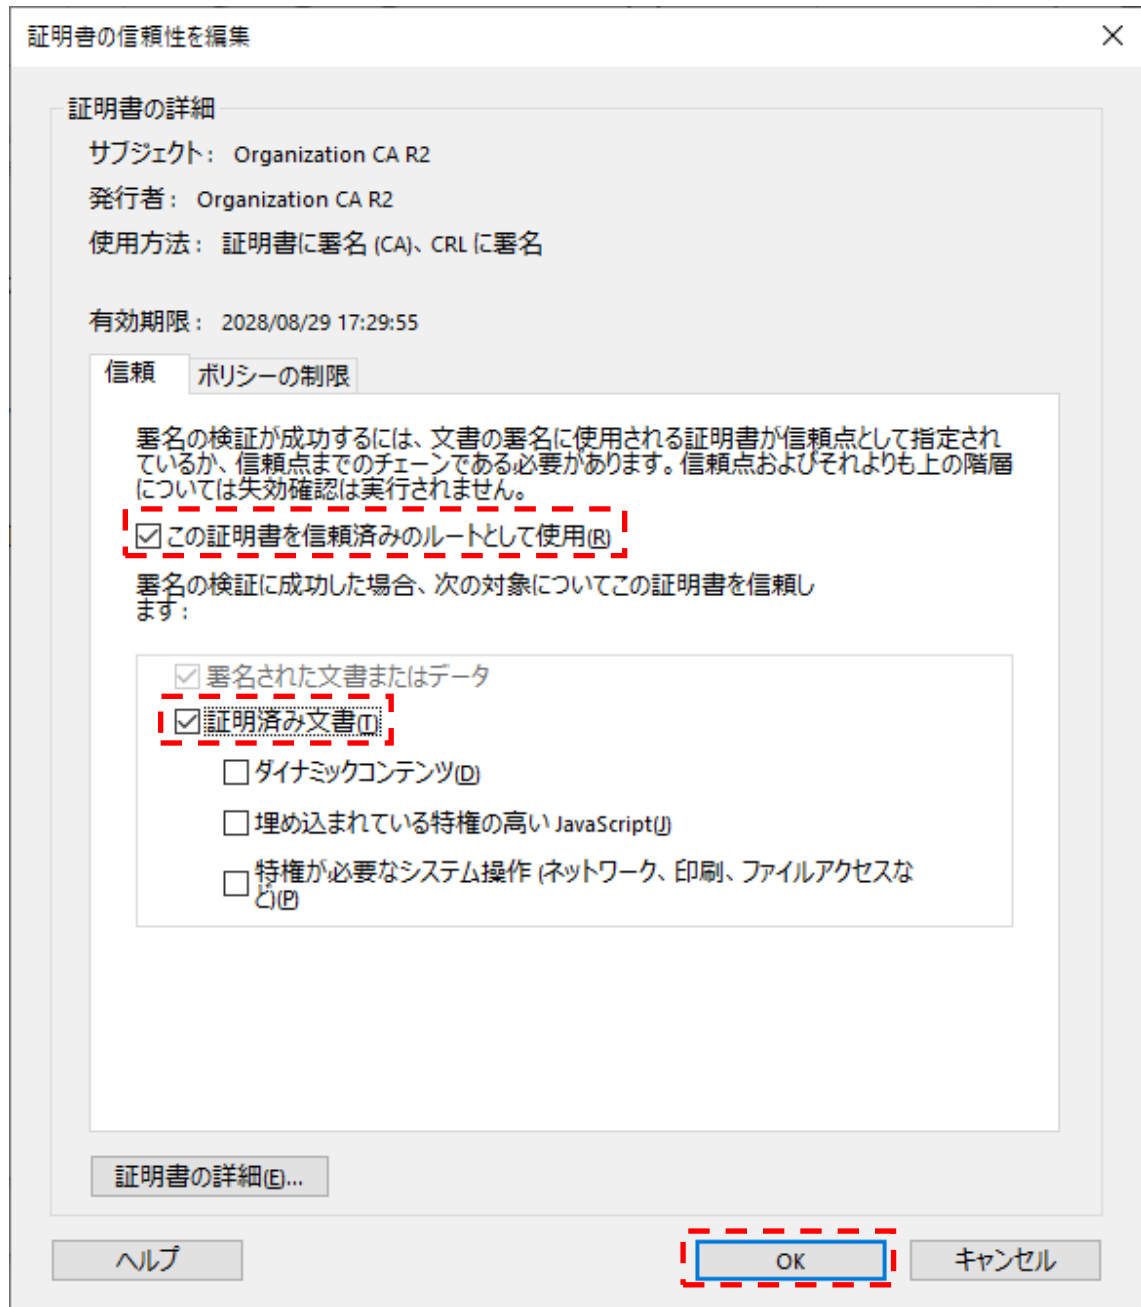 証明書の信頼性を編集
証明書の詳細
サブジェクト： Organization CA R2
発行者： Organization CA R2
使用方法： 証明書に署名 (CA)、CRL に署名
有効期限： 2028/08/29 17:29:55
信頼
ポリシーの制限
署名の検証が成功するには、文書の署名に使用される証明書が信頼点として指定され
ているか、信頼点までのチェーンである必要があります。信頼点およびそれよりも上の階層
については失効確認は実行されません。
この証明書を信頼済みのルートとして使用(R)
署名の検証に成功した場合、次の対象についてこの証明書を信頼し
ます：
署名された文書またはデータ
証明済み文書(T)
ダイナミックコンテンツ(D)
埋め込まれている特権の高い JavaScript(J)
特権が必要なシステム操作 (ネットワーク、印刷、ファイルアクセスな
ど)(P)
証明書の詳細(E)...
ヘルプ
OK
キャンセル